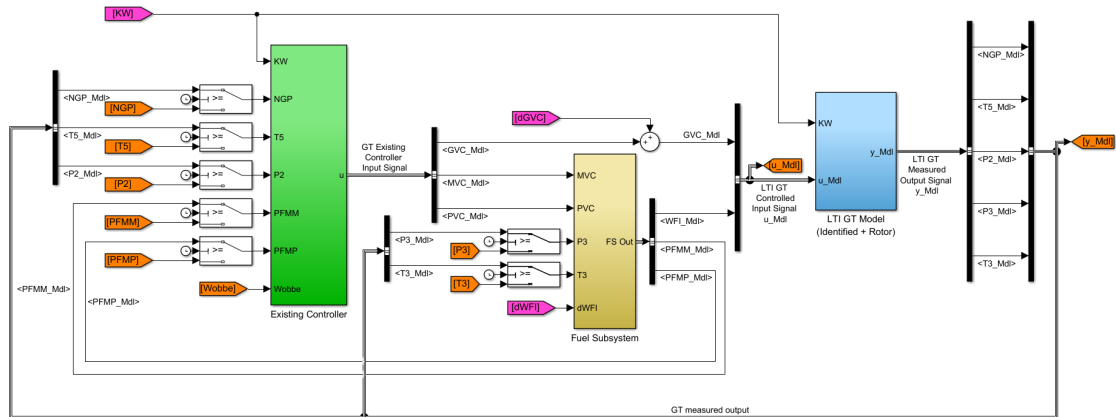 [KW]
KW
<NGP_Mdl>
[NGP]
>=
NGP
<T5_Mdl>
[T5]
>=
T5
<P2_Mdl>
[P2]
>=
P2
[PFMM]
>=
PFMM
[PFMP]
>=
PFMP
<PFMM_Mdl>
<PFMP_Mdl>
[Wobbe]
Wobbe
u
Existing Controller
GT Existing
Controller
Input Signal
<GVC_Mdl>
<MVC_Mdl>
<PVC_Mdl>
[dGVC]
+
+
GVC_Mdl
<P3_Mdl>
[P3]
>=
<T3_Mdl>
[T3]
>=
[dWFI]
MVC
PVC
P3
FS Out
T3
dWFI
Fuel Subsystem
<WFI_Mdl>
<PFMM_Mdl>
<PFMP_Mdl>
[u_Mdl]
LTI GT
Controlled
Input Signal
u_Mdl
KW
y_Mdl
u_Mdl
LTI GT Model
(Identified + Rotor)
LTI GT
Measured
Output Signal
y_Mdl
<NGP_Mdl>
<T5_Mdl>
<P2_Mdl>
<P3_Mdl>
<T3_Mdl>
[y_Mdl]
GT measured output